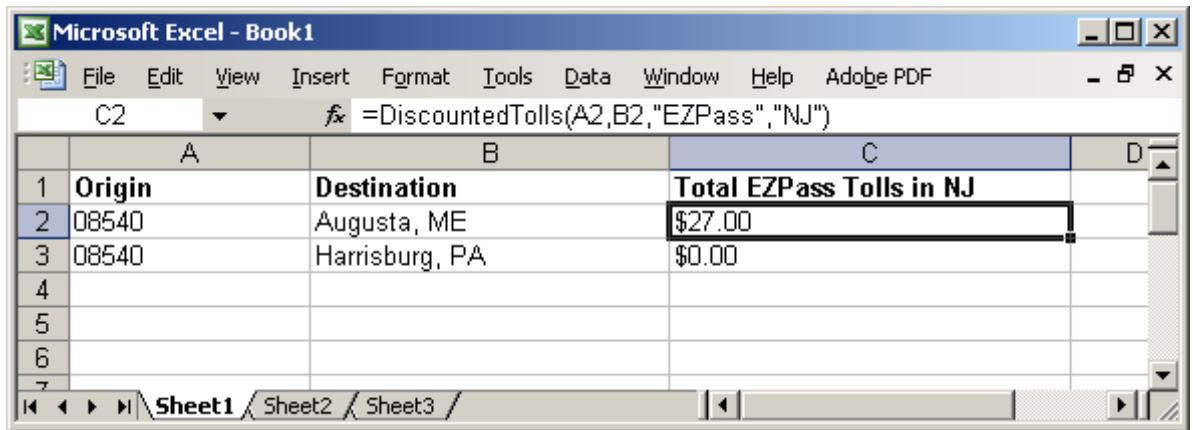 Microsoft Excel - Book1
File Edit View Insert Format Tools Data Window Help Adobe PDF
C2 fx =DiscountedTolls(A2,B2,"EZPass","NJ")
A B C D
1 Origin Destination Total EZPass Tolls in NJ
2 08540 Augusta, ME $27.00
3 08540 Harrisburg, PA $0.00
4
5
6
7
Sheet1 Sheet2 Sheet3